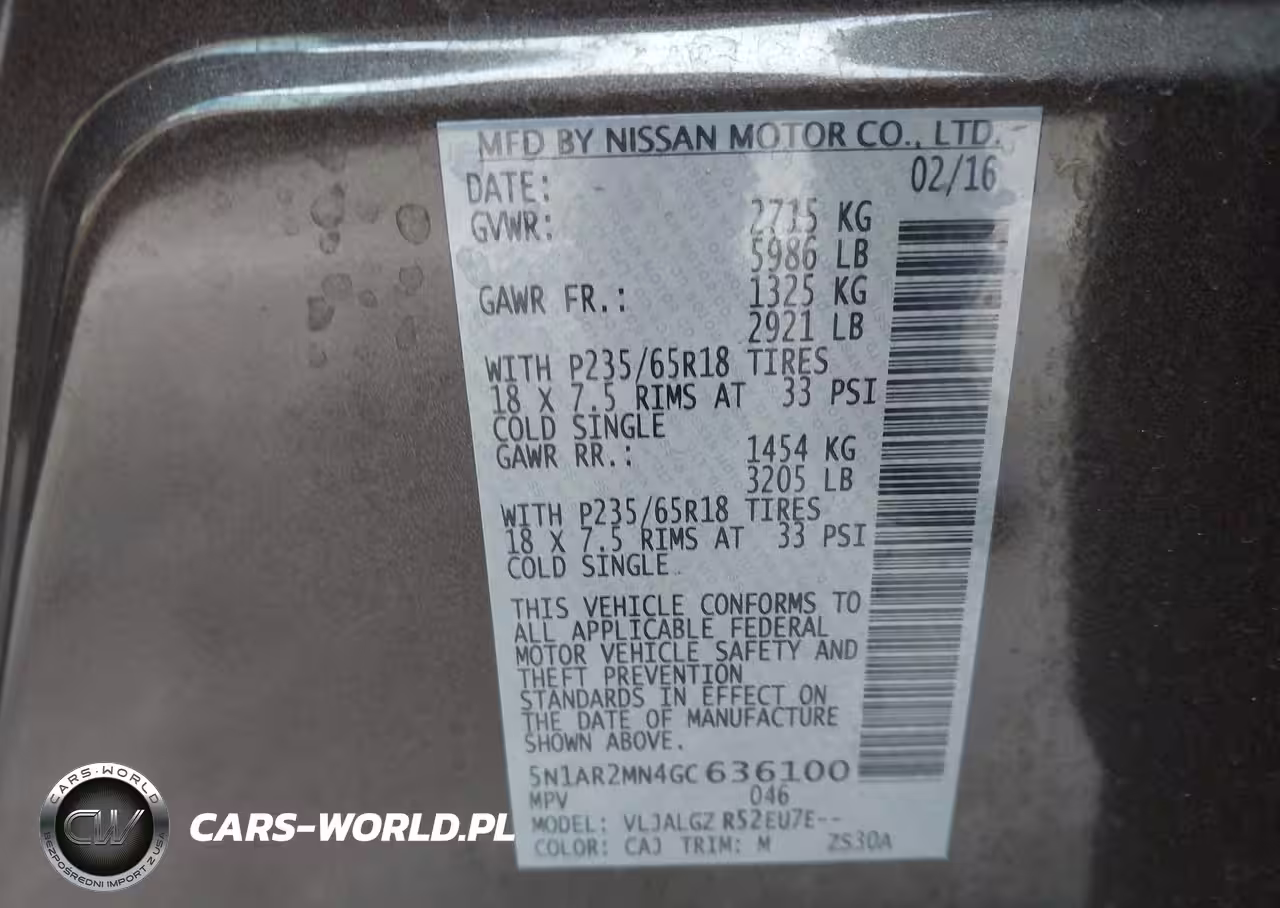 MFD BY NISSAN MOTOR CO., LTD.
DATE: 02/16
GVWR: 2715 KG
5986 LB
GAWR FR.: 1325 KG
2921 LB
WITH P235/65R18 TIRES
18 X 7.5 RIMS AT 33 PSI
COLD SINGLE
GAWR RR.: 1454 KG
3205 LB
WITH P235/65R18 TIRES
18 X 7.5 RIMS AT 33 PSI
COLD SINGLE
THIS VEHICLE CONFORMS TO
ALL APPLICABLE FEDERAL
MOTOR VEHICLE SAFETY AND
THEFT PREVENTION
STANDARDS IN EFFECT ON
THE DATE OF MANUFACTURE
SHOWN ABOVE.
5N1AR2MN4GC636100
MPV 046
MODEL: VLJALGZ R52EU7E--
COLOR: CAJ TRIM: M ZS30A
CARS-WORLD
CW
BEZPOŚREDNI IMPORT Z USA
CARS-WORLD.PL